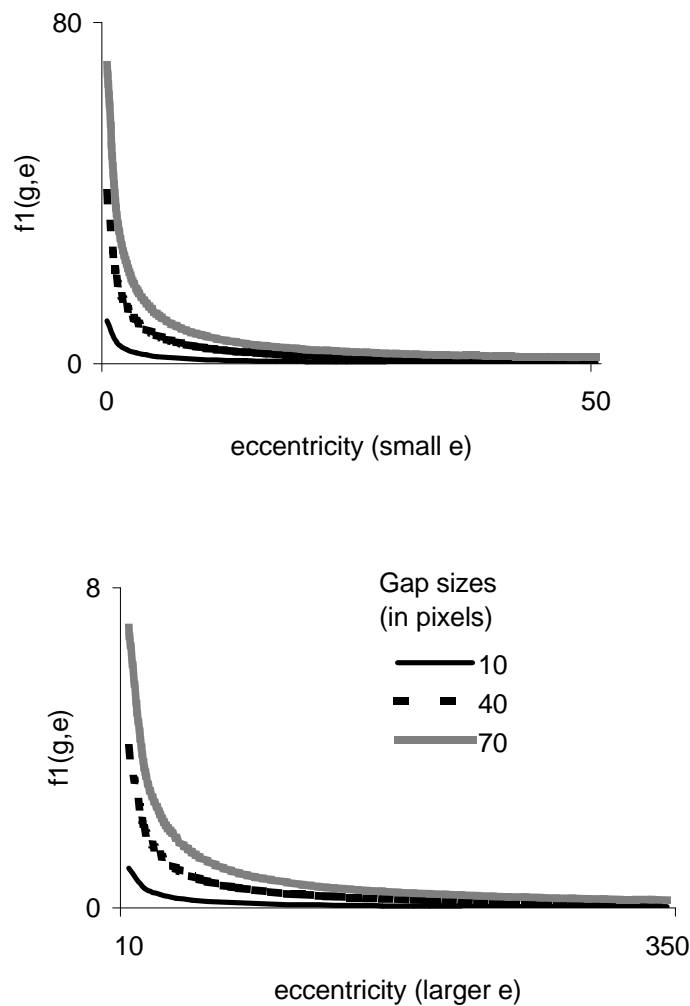 80
f1(g,e)
0
0
50
eccentricity (small e)
8
Gap sizes
(in pixels)
10
40
70
f1(g,e)
0
10
350
eccentricity (larger e)